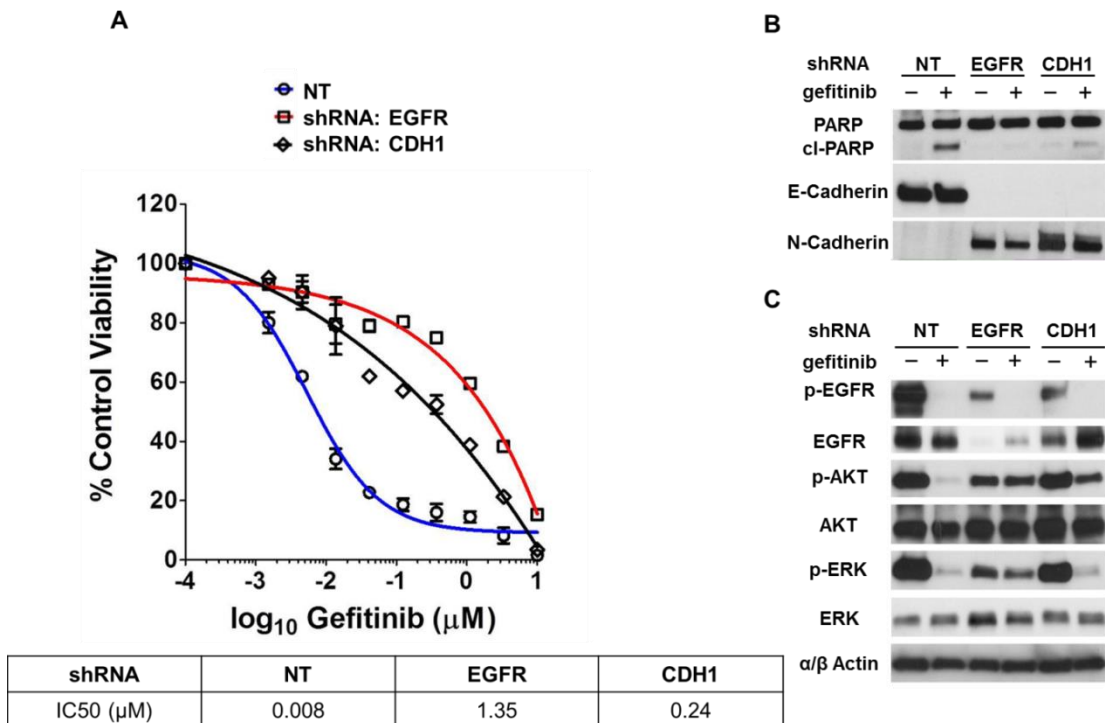 A
NT
shRNA: EGFR
shRNA: CDH1
120
100
80
60
40
20
0
% Control Viability
-4 -3 -2 -1 0 1
log10 Gefitinib (μM)
shRNA NT EGFR CDH1
IC50 (μM) 0.008 1.35 0.24
B
shRNA NT EGFR CDH1
gefitinib − + − + − +
PARP
cl-PARP
E-Cadherin
N-Cadherin
C
shRNA NT EGFR CDH1
gefitinib − + − + − +
p-EGFR
EGFR
p-AKT
AKT
p-ERK
ERK
α/β Actin